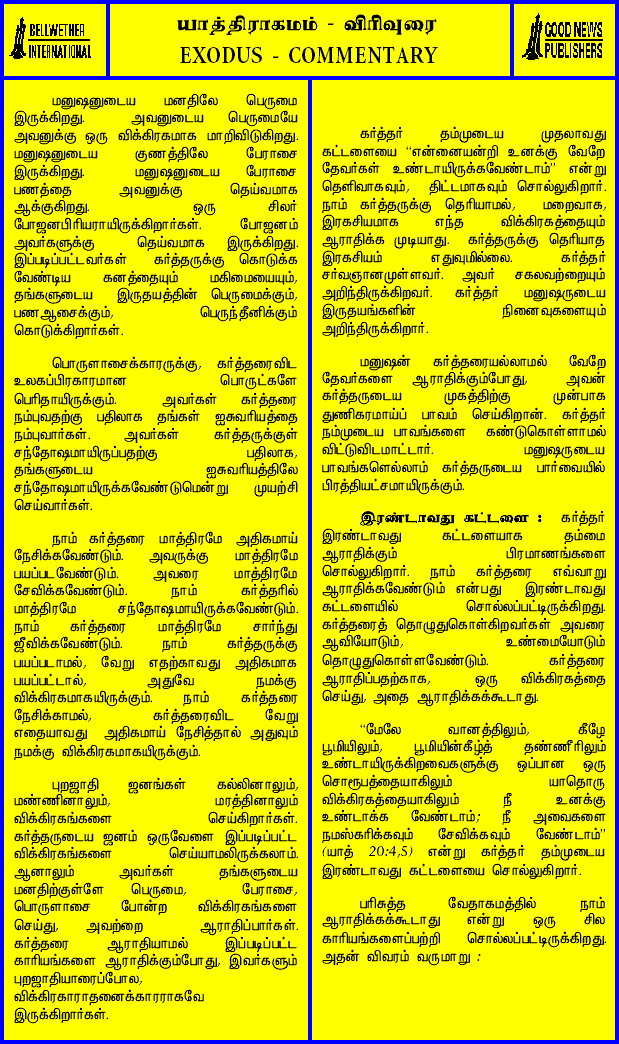 BELLWETHER
INTERNATIONAL
யாத்திராகமம் - விரிவுரை
EXODUS - COMMENTARY
GOOD NEWS
PUBLISHERS
மனுஷனுடைய மனதிலே பெருமை
இருக்கிறது. அவனுடைய பெருமையே
அவனுக்கு ஒரு விக்கிரகமாக மாறிவிடுகிறது.
மனுஷனுடைய குணத்திலே பேராசை
இருக்கிறது. மனுஷனுடைய பேராசை
பணத்தை அவனுக்கு தெய்வமாக
ஆக்குகிறது. ஒரு சிலர்
போஜனபிரியராயிருக்கிறார்கள். போஜனம்
அவர்களுக்கு தெய்வமாக இருக்கிறது.
இப்படிப்பட்டவர்கள் கர்த்தருக்கு கொடுக்க
வேண்டிய கனத்தையும் மகிமையையும்,
தங்களுடைய இருதயத்தின் பெருமைக்கும்,
பணஆசைக்கும், பெருந்தீனிக்கும்
கொடுக்கிறார்கள்.
பொருளாசைக்காரருக்கு, கர்த்தரைவிட
உலகப்பிரகாரமான பொருட்களே
பெரிதாயிருக்கும். அவர்கள் கர்த்தரை
நம்புவதற்கு பதிலாக தங்கள் ஐசுவரியத்தை
நம்புவார்கள். அவர்கள் கர்த்தருக்குள்
சந்தோஷமாயிருப்பதற்கு பதிலாக,
தங்களுடைய ஐசுவரியத்திலே
சந்தோஷமாயிருக்கவேண்டுமென்று முயற்சி
செய்வார்கள்.
நாம் கர்த்தரை மாத்திரமே அதிகமாய்
நேசிக்கவேண்டும். அவருக்கு மாத்திரமே
பயப்படவேண்டும். அவரை மாத்திரமே
சேவிக்கவேண்டும். நாம் கர்த்தரில்
மாத்திரமே சந்தோஷமாயிருக்கவேண்டும்.
நாம் கர்த்தரை மாத்திரமே சார்ந்து
ஜீவிக்கவேண்டும். நாம் கர்த்தருக்கு
பயப்படாமல், வேறு எதற்காவது அதிகமாக
பயப்பட்டால், அதுவே நமக்கு
விக்கிரகமாகயிருக்கும். நாம் கர்த்தரை
நேசிக்காமல், கர்த்தரைவிட வேறு
எதையாவது அதிகமாய் நேசித்தால் அதுவும்
நமக்கு விக்கிரகமாகயிருக்கும்.
புறஜாதி ஜனங்கள் கல்லினாலும்,
மண்ணினாலும், மரத்தினாலும்
விக்கிரகங்களை செய்கிறார்கள்.
கர்த்தருடைய ஜனம் ஒருவேளை இப்படிப்பட்ட
விக்கிரகங்களை செய்யாமலிருக்கலாம்.
ஆனாலும் அவர்கள் தங்களுடைய
மனதிற்குள்ளே பெருமை, பேராசை,
பொருளாசை போன்ற விக்கிரகங்களை
செய்து, அவற்றை ஆராதிப்பார்கள்.
கர்த்தரை ஆராதியாமல் இப்படிப்பட்ட
காரியங்களை ஆராதிக்கும்போது, இவர்களும்
புறஜாதியாரைப்போல,
விக்கிரகாராதனைக்காரராகவே
இருக்கிறார்கள்.
கர்த்தர் தம்முடைய முதலாவது
கட்டளையை “என்னையன்றி உனக்கு வேறே
தேவர்கள் உண்டாயிருக்கவேண்டாம்” என்று
தெளிவாகவும், திட்டமாகவும் சொல்லுகிறார்.
நாம் கர்த்தருக்கு தெரியாமல், மறைவாக,
இரகசியமாக எந்த விக்கிரகத்தையும்
ஆராதிக்க முடியாது. கர்த்தருக்கு தெரியாத
இரகசியம் எதுவுமில்லை. கர்த்தர்
சர்வஞானமுள்ளவர். அவர் சகலவற்றையும்
அறிந்திருக்கிறவர். கர்த்தர் மனுஷருடைய
இருதயங்களின் நினைவுகளையும்
அறிந்திருக்கிறார்.
மனுஷன் கர்த்தரையல்லாமல் வேறே
தேவர்களை ஆராதிக்கும்போது, அவன்
கர்த்தருடைய முகத்திற்கு முன்பாக
துணிகரமாய்ப் பாவம் செய்கிறான். கர்த்தர்
நம்முடைய பாவங்களை கண்டுகொள்ளாமல்
விட்டுவிடமாட்டார். மனுஷருடைய
பாவங்களெல்லாம் கர்த்தருடைய பார்வையில்
பிரத்தியட்சமாயிருக்கும்.
இரண்டாவது கட்டளை : கர்த்தர்
இரண்டாவது கட்டளையாக தம்மை
ஆராதிக்கும் பிரமாணங்களை
சொல்லுகிறார். நாம் கர்த்தரை எவ்வாறு
ஆராதிக்கவேண்டும் என்பது இரண்டாவது
கட்டளையில் சொல்லப்பட்டிருக்கிறது.
கர்த்தரைத் தொழுதுகொள்கிறவர்கள் அவரை
ஆவியோடும், உண்மையோடும்
தொழுதுகொள்ளவேண்டும். கர்த்தரை
ஆராதிப்பதற்காக, ஒரு விக்கிரகத்தை
செய்து, அதை ஆராதிக்கக்கூடாது.
“மேலே வானத்திலும், கீழே
பூமியிலும், பூமியின்கீழ்த் தண்ணீரிலும்
உண்டாயிருக்கிறவைகளுக்கு ஒப்பான ஒரு
சொரூபத்தையாகிலும் யாதொரு
விக்கிரகத்தையாகிலும் நீ உனக்கு
உண்டாக்க வேண்டாம்; நீ அவைகளை
நமஸ்கரிக்கவும் சேவிக்கவும் வேண்டாம்”
(யாத் 20:4,5) என்று கர்த்தர் தம்முடைய
இரண்டாவது கட்டளையை சொல்லுகிறார்.
பரிசுத்த வேதாகமத்தில் நாம்
ஆராதிக்கக்கூடாது என்று ஒரு சில
காரியங்களைப்பற்றி சொல்லப்பட்டிருக்கிறது.
அதன் விவரம் வருமாறு :